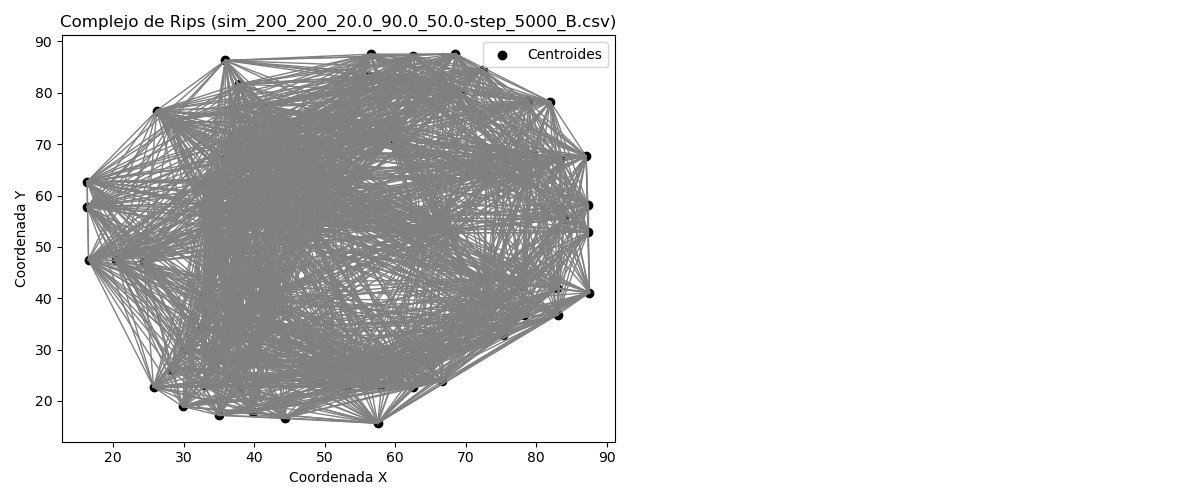 Complejo de Rips (sim_200_200_20.0_90.0_50.0-step_5000_B.csv)
Centroides
90
80
70
60
50
40
30
20
Coordenada Y
20 30 40 50 60 70 80 90
Coordenada X